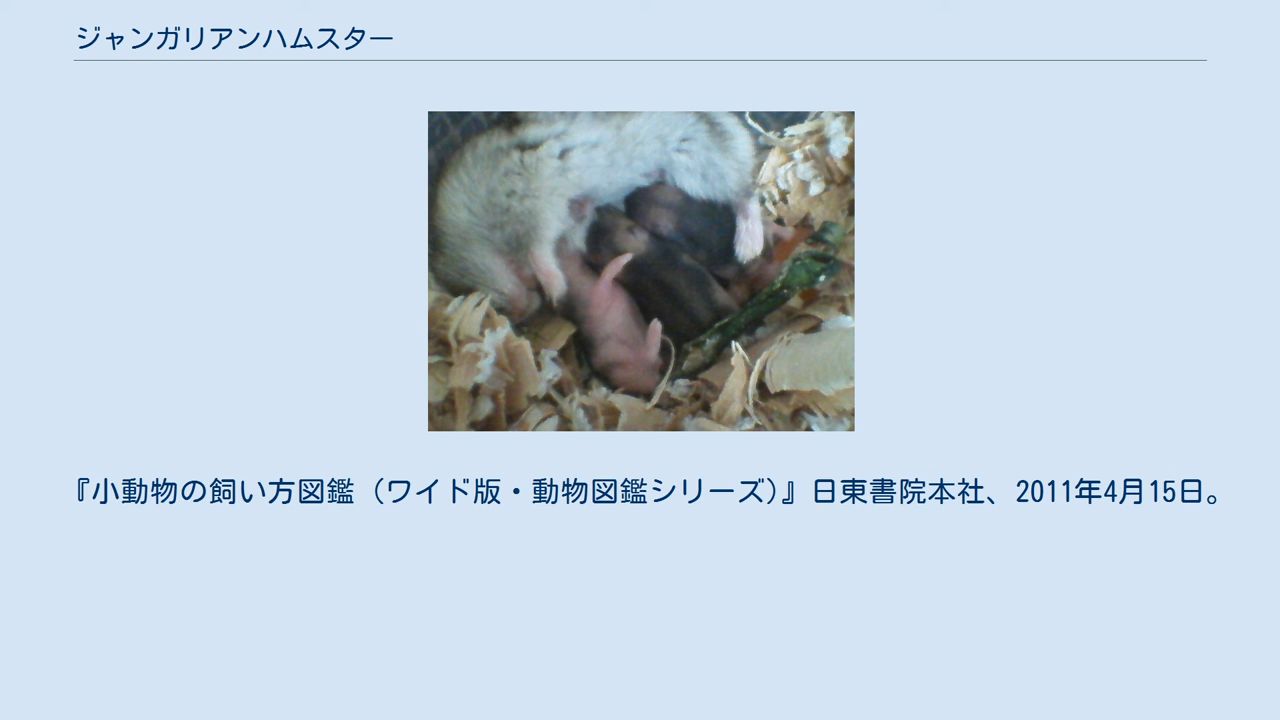 ジャンガリアンハムスター
『小動物の飼い方図鑑（ワイド版・動物図鑑シリーズ）』日東書院本社、2011年4月15日。